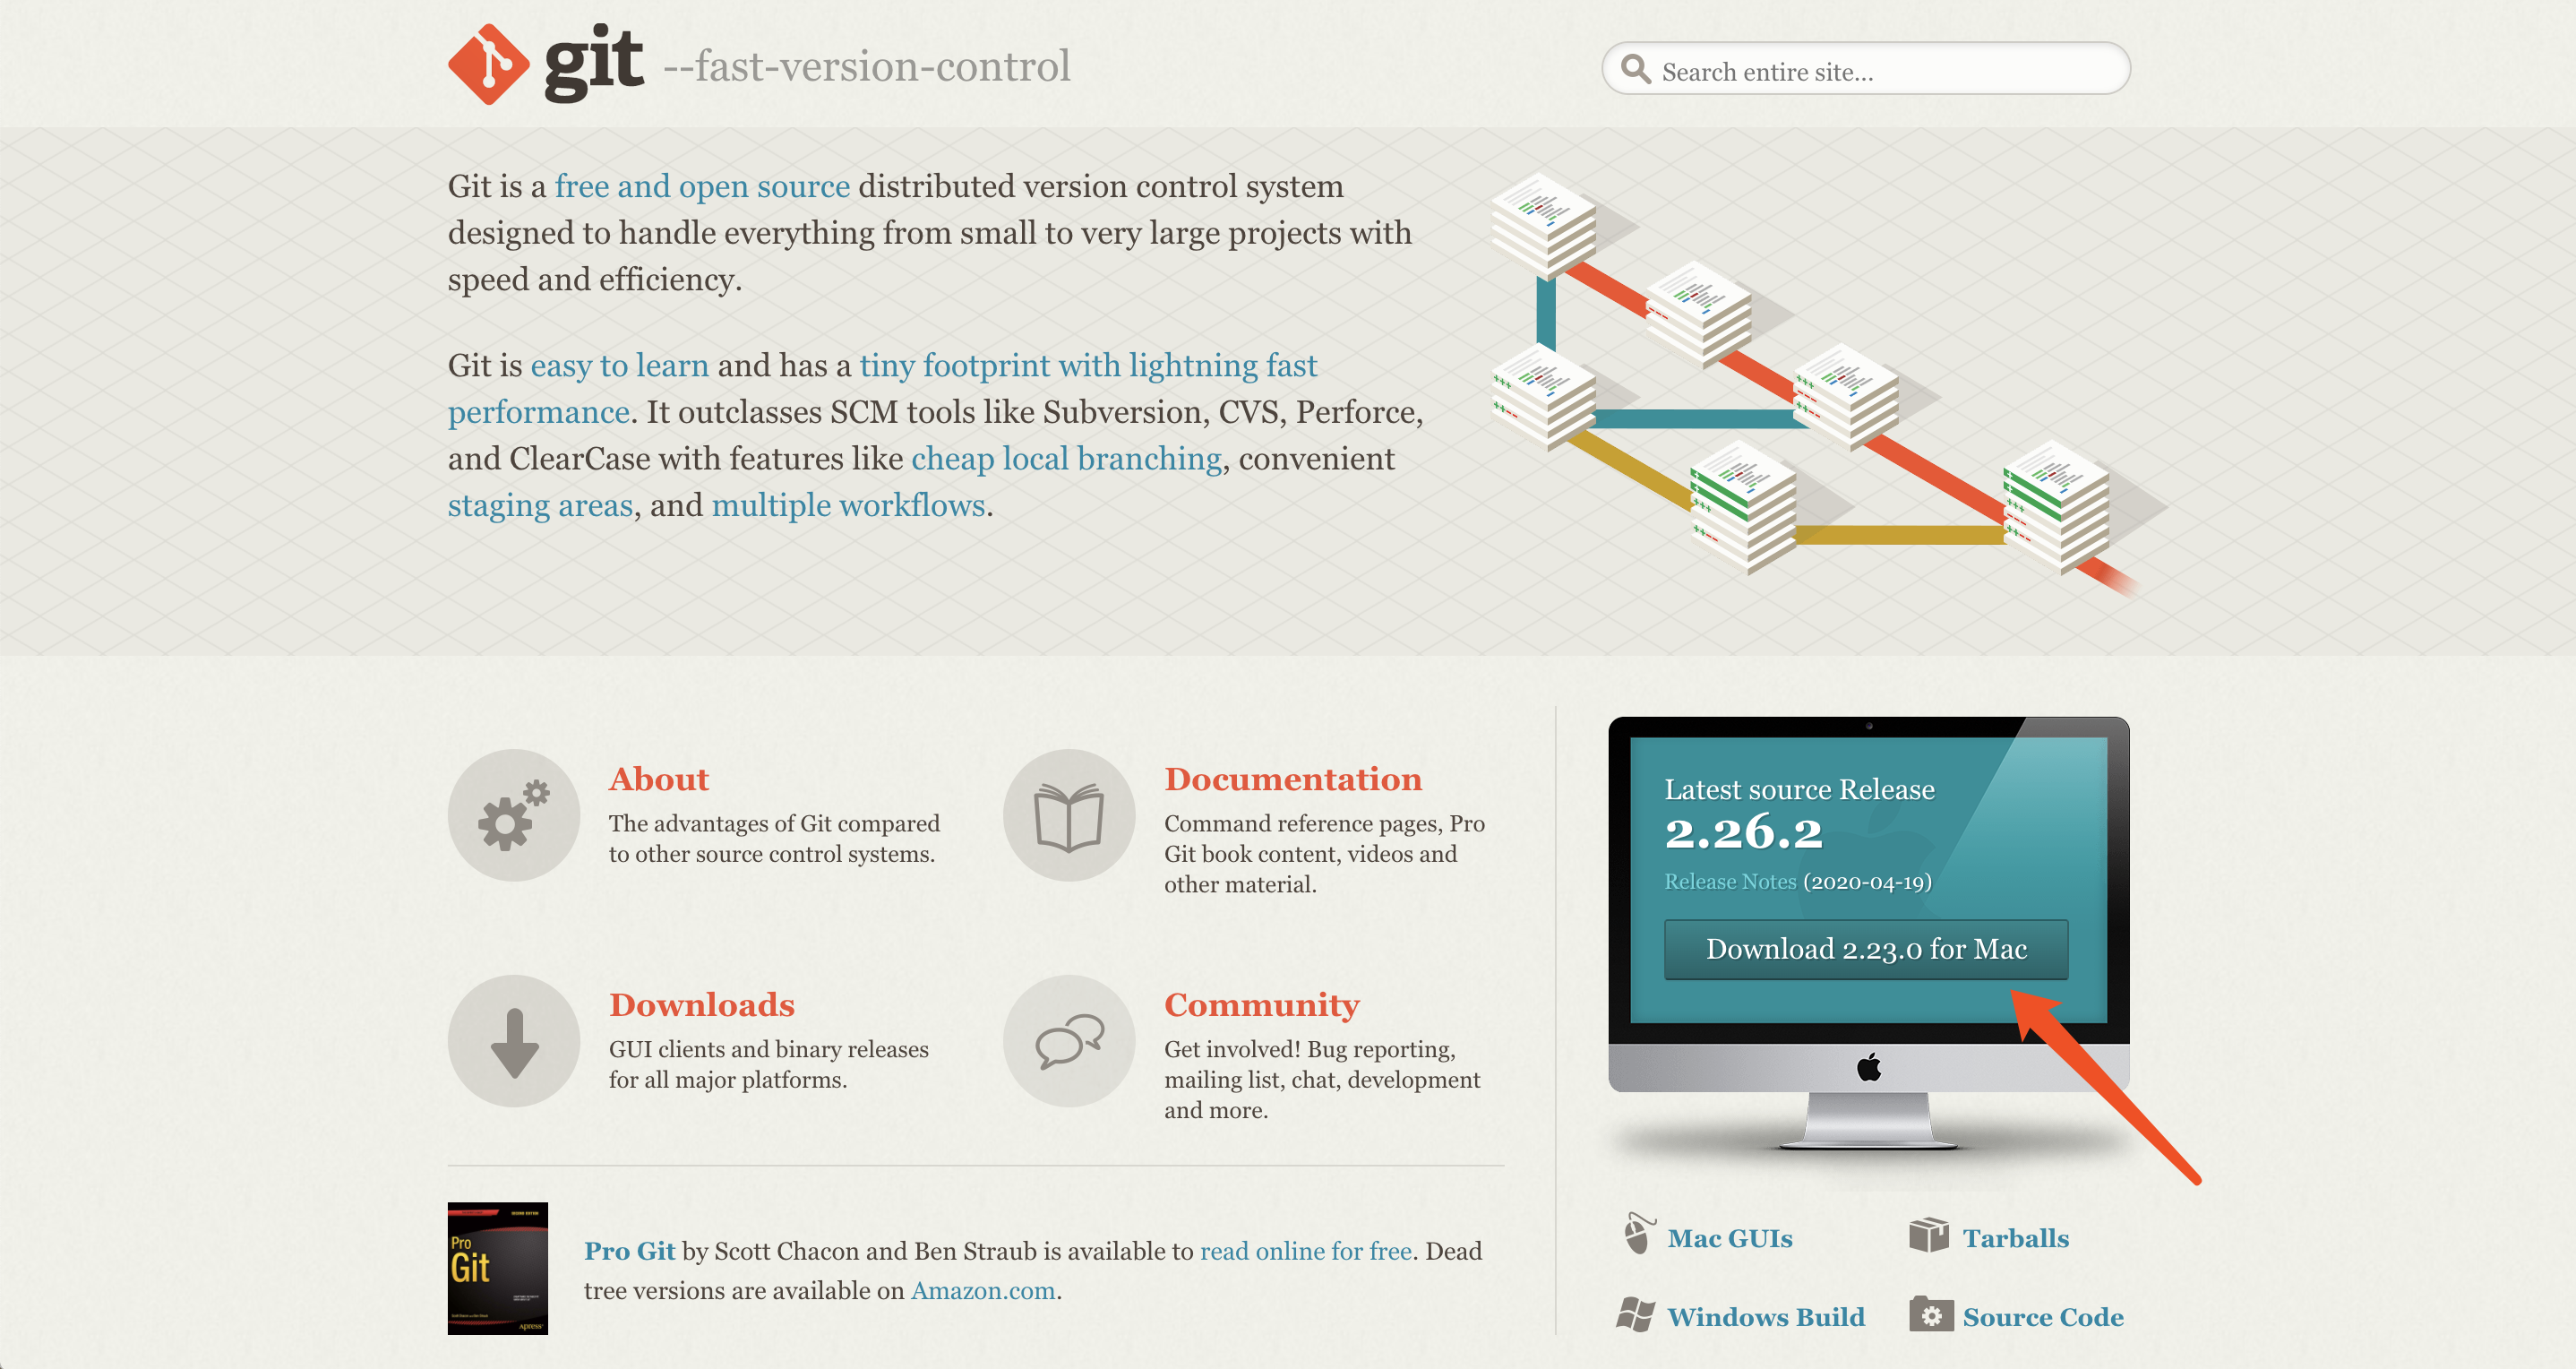 git --fast-version-control
Search entire site...
Git is a free and open source distributed version control system
designed to handle everything from small to very large projects with
speed and efficiency.
Git is easy to learn and has a tiny footprint with lightning fast
performance. It outclasses SCM tools like Subversion, CVS, Perforce,
and ClearCase with features like cheap local branching, convenient
staging areas, and multiple workflows.
About
The advantages of Git compared
to other source control systems.
Documentation
Command reference pages, Pro
Git book content, videos and
other material.
Downloads
GUI clients and binary releases
for all major platforms.
Community
Get involved! Bug reporting,
mailing list, chat, development
and more.
Pro
Git
Apress
Pro Git by Scott Chacon and Ben Straub is available to read online for free. Dead
tree versions are available on Amazon.com.
Latest source Release
2.26.2
Release Notes (2020-04-19)
Download 2.23.0 for Mac
Mac GUIs
Tarballs
Windows Build
Source Code